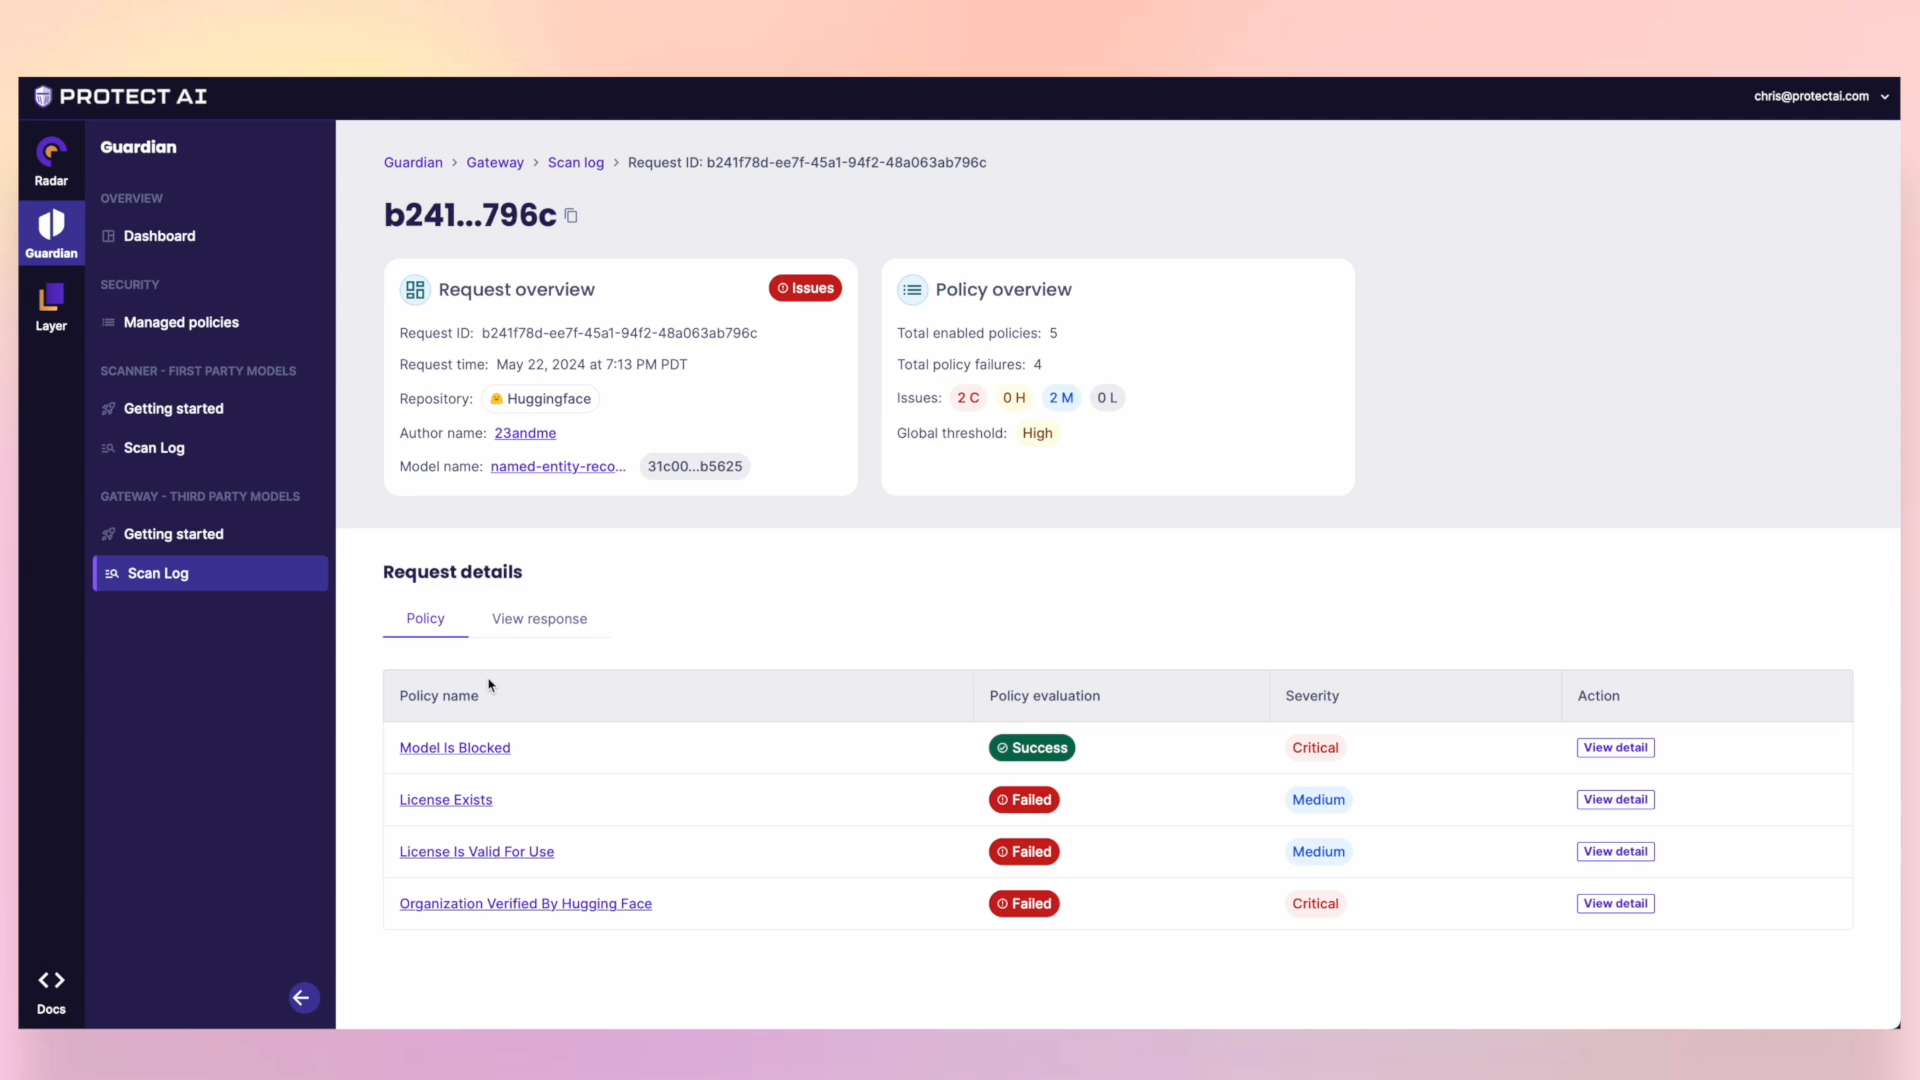 PROTECT AI
chris@protectai.com
Radar
Guardian
Layer
Docs
Guardian
OVERVIEW
Dashboard
SECURITY
Managed policies
SCANNER - FIRST PARTY MODELS
Getting started
Scan Log
GATEWAY - THIRD PARTY MODELS
Getting started
Scan Log
Guardian > Gateway > Scan log > Request ID: b241f78d-ee7f-45a1-94f2-48a063ab796c
b241...796c
Request overview Issues
Request ID: b241f78d-ee7f-45a1-94f2-48a063ab796c
Request time: May 22, 2024 at 7:13 PM PDT
Repository: Huggingface
Author name: 23andme
Model name: named-entity-reco... 31c00...b5625
Policy overview
Total enabled policies: 5
Total policy failures: 4
Issues: 2 C 0 H 2 M 0 L
Global threshold: High
Request details
Policy View response
Policy name Policy evaluation Severity Action
Model Is Blocked Success Critical View detail
License Exists Failed Medium View detail
License Is Valid For Use Failed Medium View detail
Organization Verified By Hugging Face Failed Critical View detail